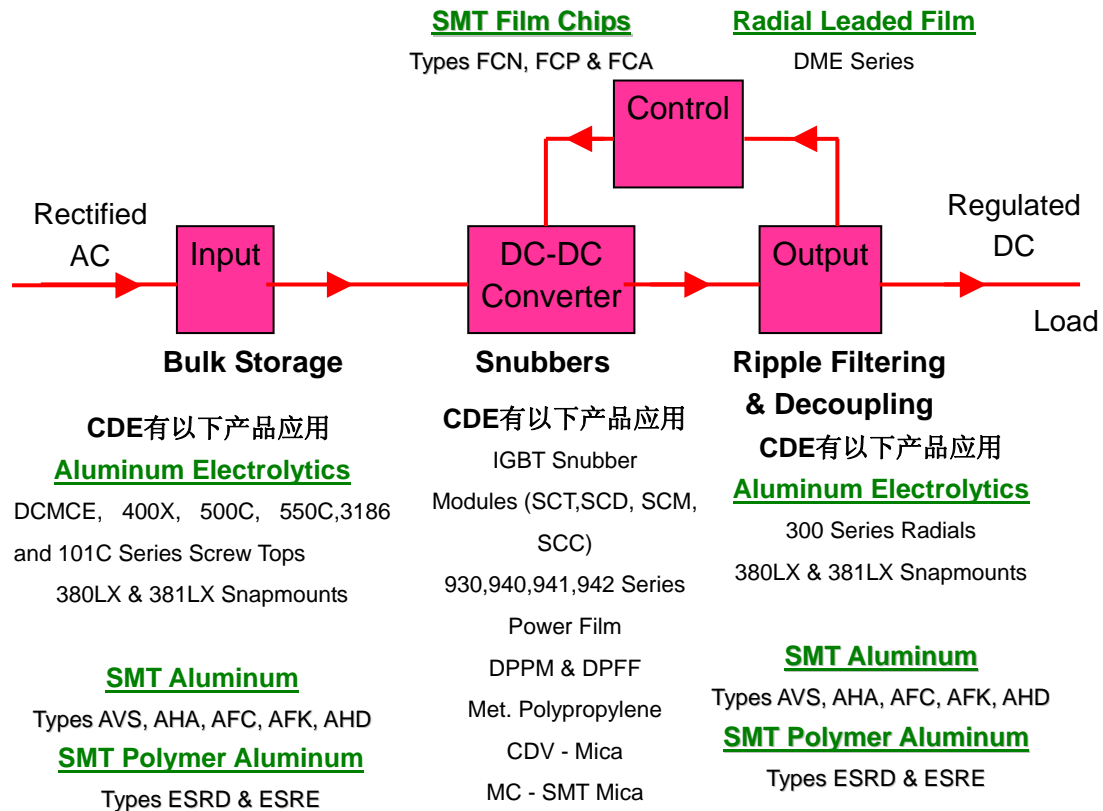 SMT Film Chips
Types FCN, FCP & FCA
Radial Leaded Film
DME Series
Control
Rectified
AC
Input
DC-DC
Converter
Output
Regulated
DC
Load
Bulk Storage
CDE有以下产品应用
Aluminum Electrolytics
DCMCE, 400X, 500C, 550C,3186
and 101C Series Screw Tops
380LX & 381LX Snapmounts
SMT Aluminum
Types AVS, AHA, AFC, AFK, AHD
SMT Polymer Aluminum
Types ESRD & ESRE
Snubbers
CDE有以下产品应用
IGBT Snubber
Modules (SCT,SCD, SCM,
SCC)
930,940,941,942 Series
Power Film
DPPM & DPFF
Met. Polypropylene
CDV - Mica
MC - SMT Mica
Ripple Filtering
& Decoupling
CDE有以下产品应用
Aluminum Electrolytics
300 Series Radials
380LX & 381LX Snapmounts
SMT Aluminum
Types AVS, AHA, AFC, AFK, AHD
SMT Polymer Aluminum
Types ESRD & ESRE